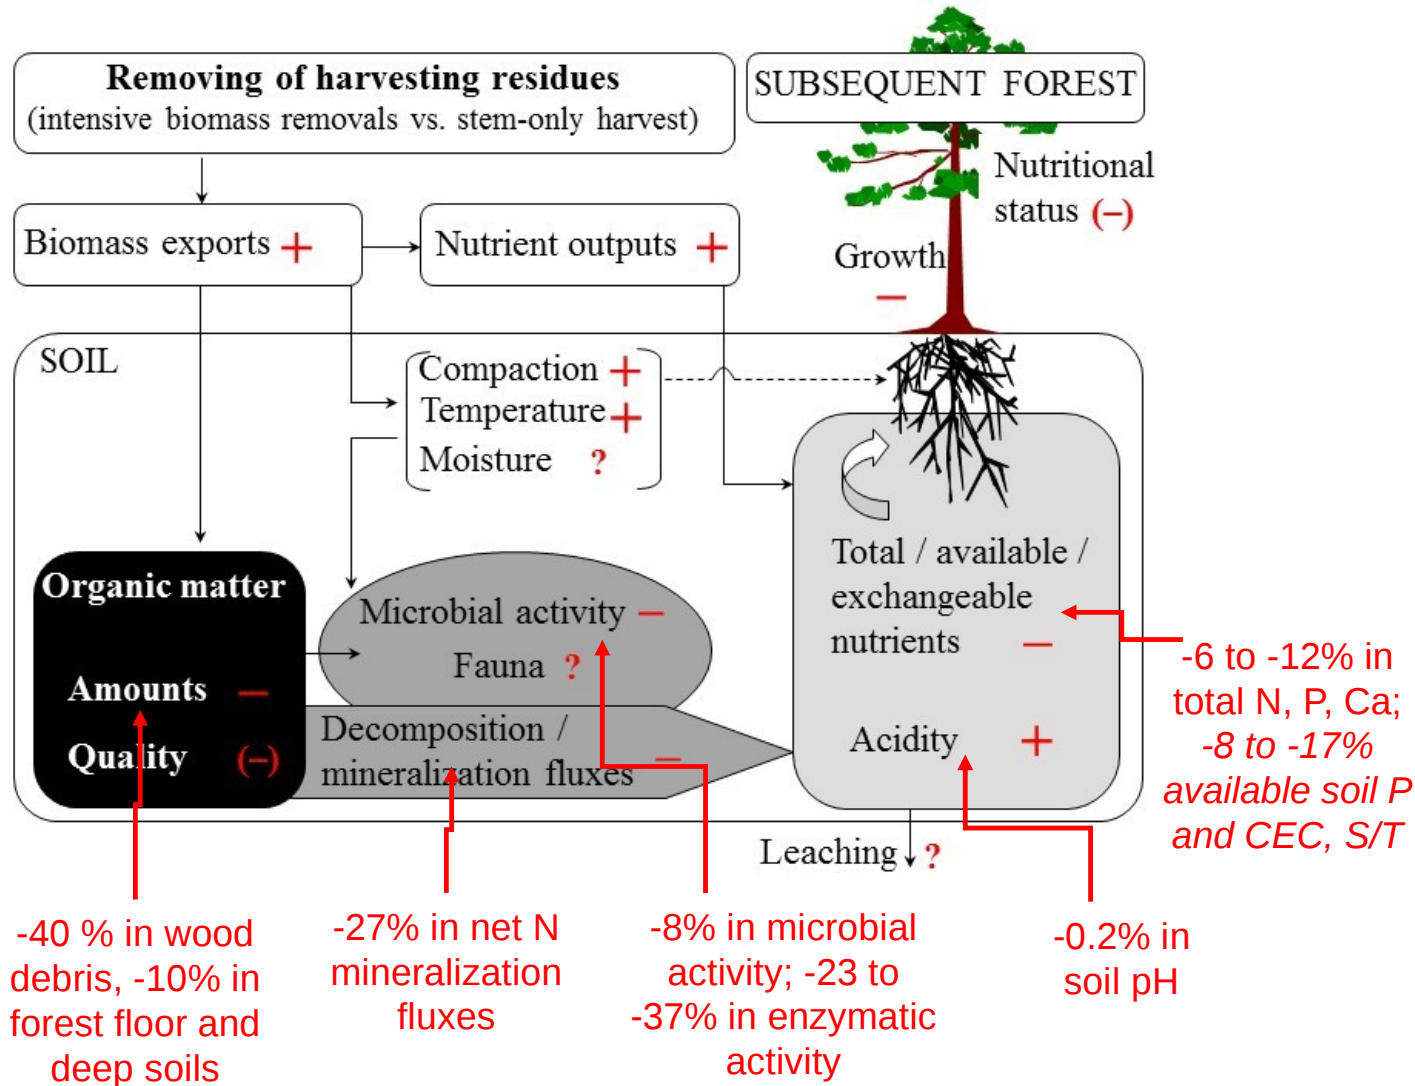 Removing of harvesting residues
(intensive biomass removals vs. stem-only harvest)
SUBSEQUENT FOREST
Nutritional
status (–)
Biomass exports +
Nutrient outputs +
Growth
–
SOIL
Compaction +
Temperature +
Moisture ?
Organic matter
Amounts –
Quality (–)
Microbial activity –
Fauna ?
Decomposition /
mineralization fluxes –
Total / available /
exchangeable
nutrients –
Acidity +
Leaching ?
-6 to -12% in
total N, P, Ca;
-8 to -17%
available soil P
and CEC, S/T
-40 % in wood
debris, -10% in
forest floor and
deep soils
-27% in net N
mineralization
fluxes
-8% in microbial
activity; -23 to
-37% in enzymatic
activity
-0.2% in
soil pH